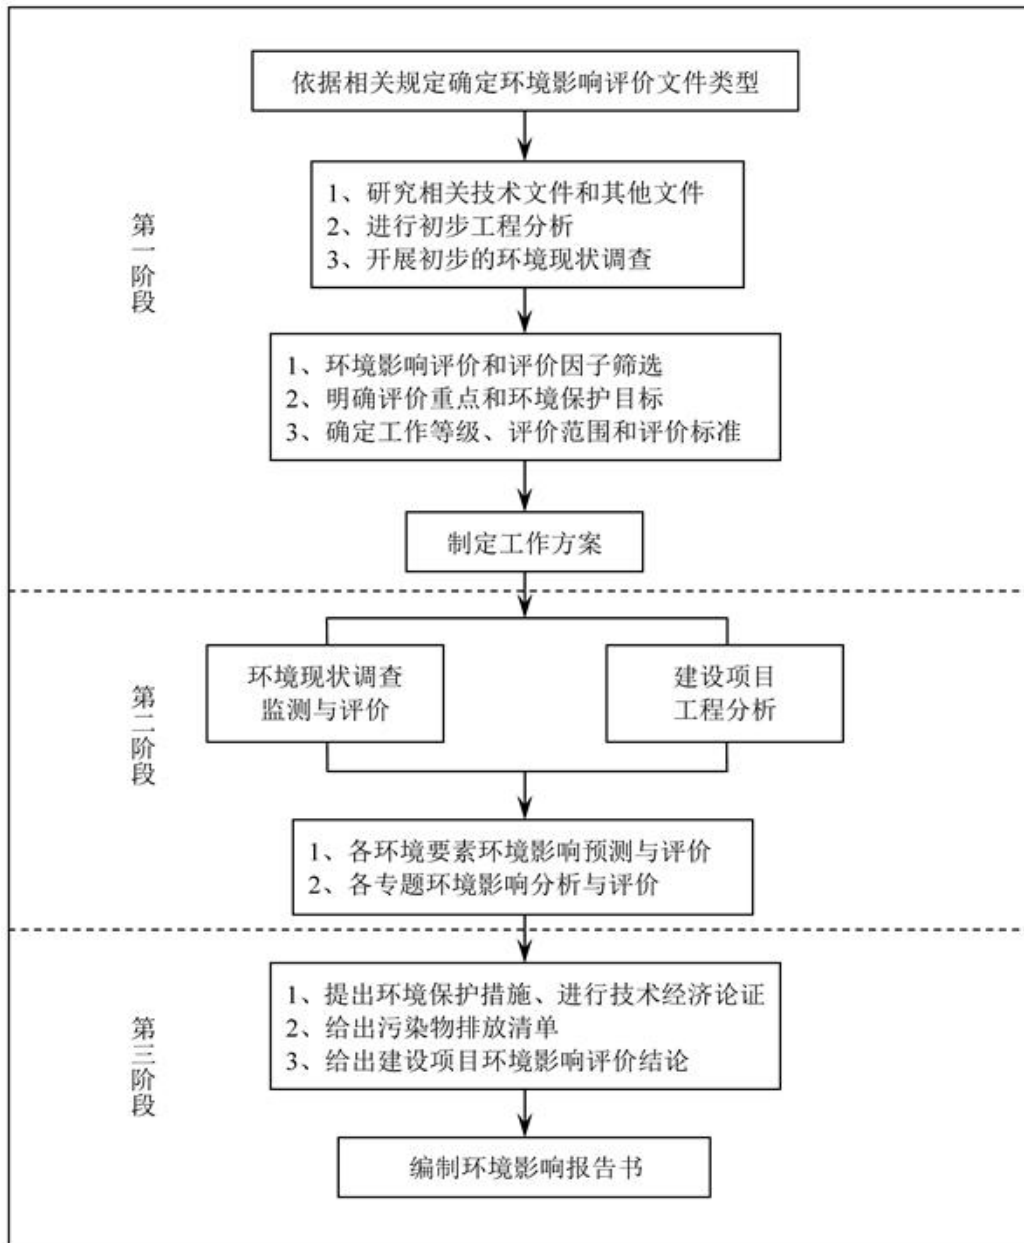 依据相关规定确定环境影响评价文件类型
第一阶段
1、研究相关技术文件和其他文件
2、进行初步工程分析
3、开展初步的环境现状调查
1、环境影响评价和评价因子筛选
2、明确评价重点和环境保护目标
3、确定工作等级、评价范围和评价标准
制定工作方案
第二阶段
环境现状调查
监测与评价
建设项目
工程分析
1、各环境要素环境影响预测与评价
2、各专题环境影响分析与评价
第三阶段
1、提出环境保护措施、进行技术经济论证
2、给出污染物排放清单
3、给出建设项目环境影响评价结论
编制环境影响报告书